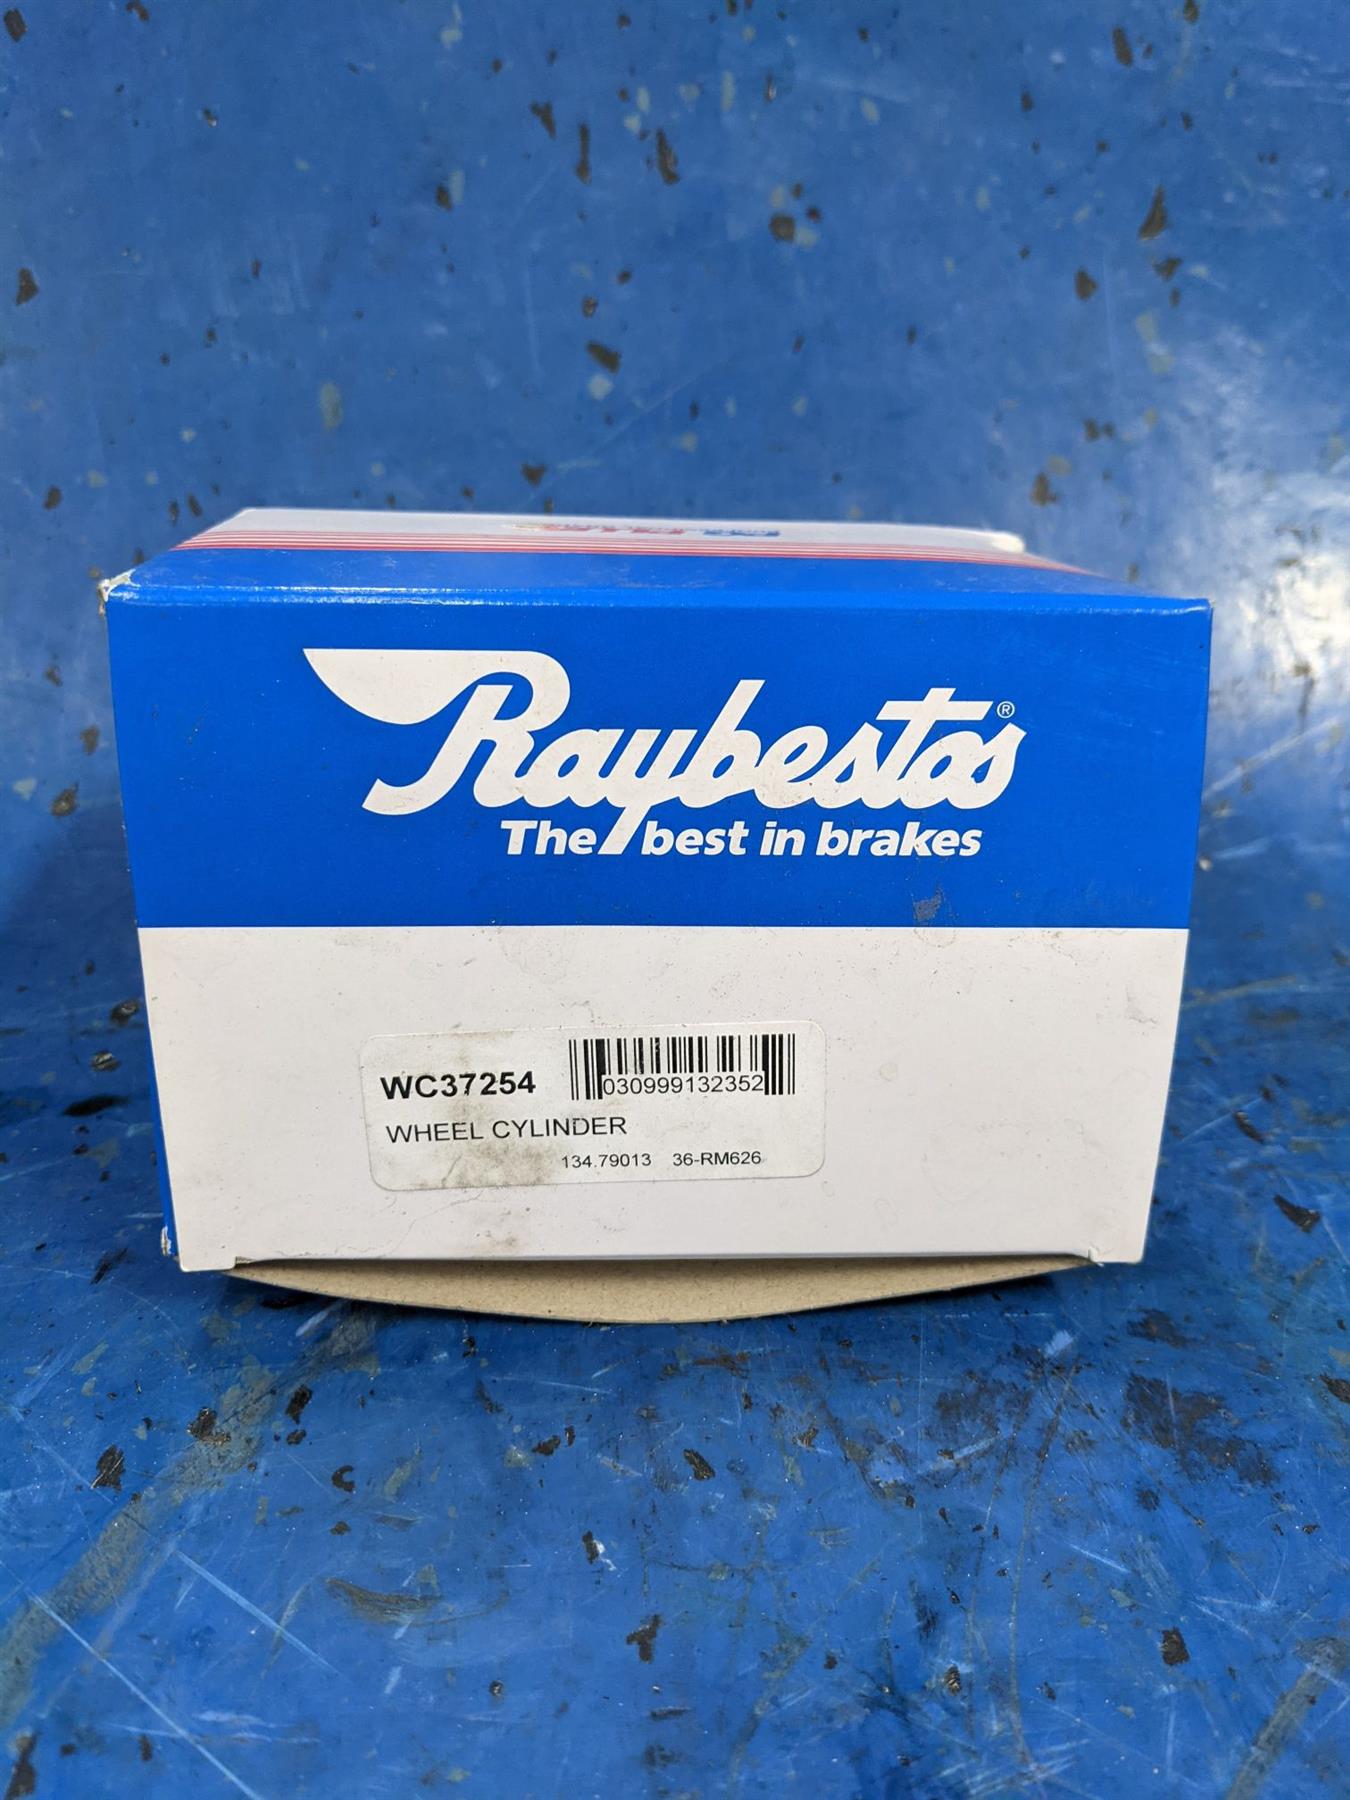 Raybestos®
The best in brakes
WC37254
030999132352
WHEEL CYLINDER
134.79013 36-RM626